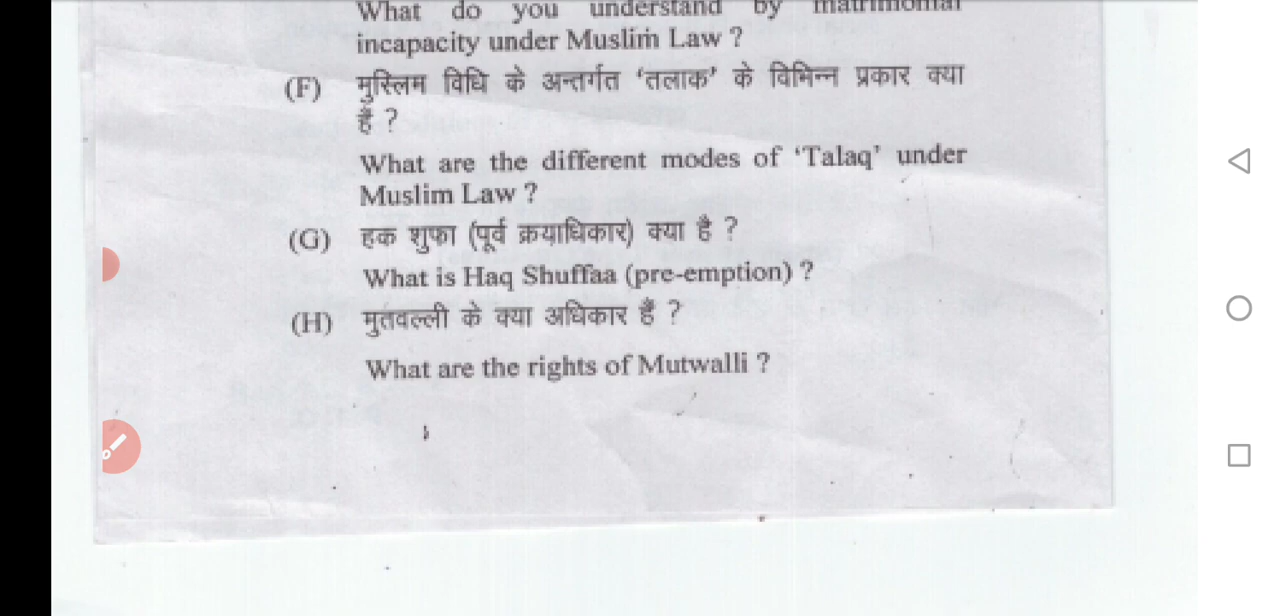 What do you understand by matrimonial
incapacity under Muslim Law ?
(F) मुस्लिम विधि के अन्तर्गत ‘तलाक’ के विभिन्न प्रकार क्या
हैं ?
What are the different modes of ‘Talaq’ under
Muslim Law ?
(G) हक शुफा (पूर्व क्रयाधिकार) क्या है ?
What is Haq Shuffaa (pre-emption) ?
(H) मुतवल्ली के क्या अधिकार हैं ?
What are the rights of Mutwalli ?